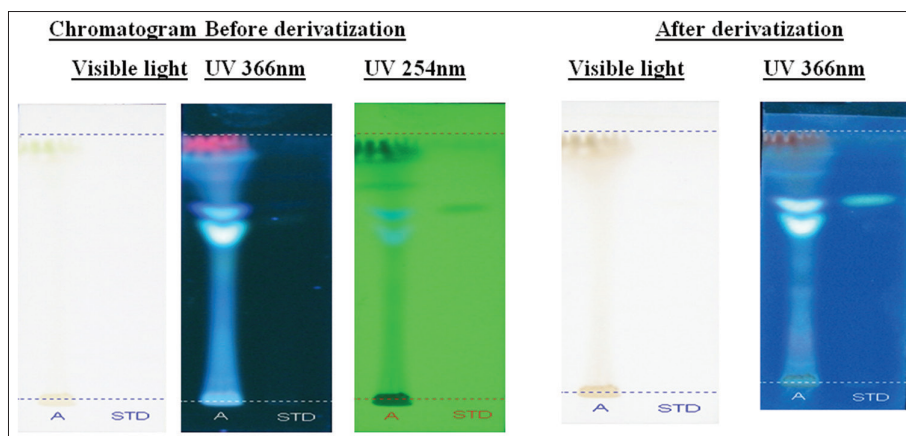 Chromatogram Before derivatization
After derivatization
Visible light UV 366nm UV 254nm
Visible light UV 366nm
A STD
A STD
A STD
A STD
A STD